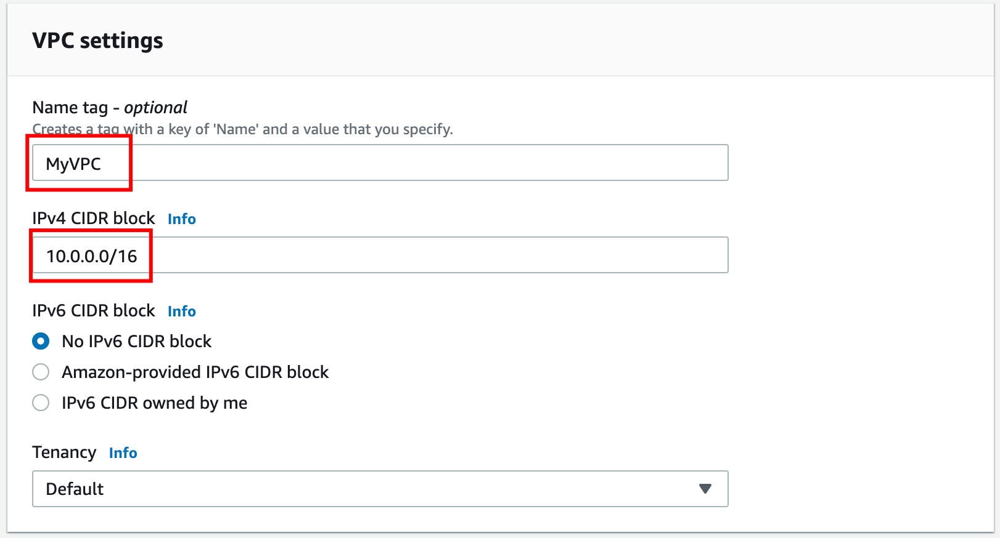 VPC settings
Name tag - optional
Creates a tag with a key of 'Name' and a value that you specify.
MyVPC
IPv4 CIDR block Info
10.0.0.0/16
IPv6 CIDR block Info
No IPv6 CIDR block
Amazon-provided IPv6 CIDR block
IPv6 CIDR owned by me
Tenancy Info
Default